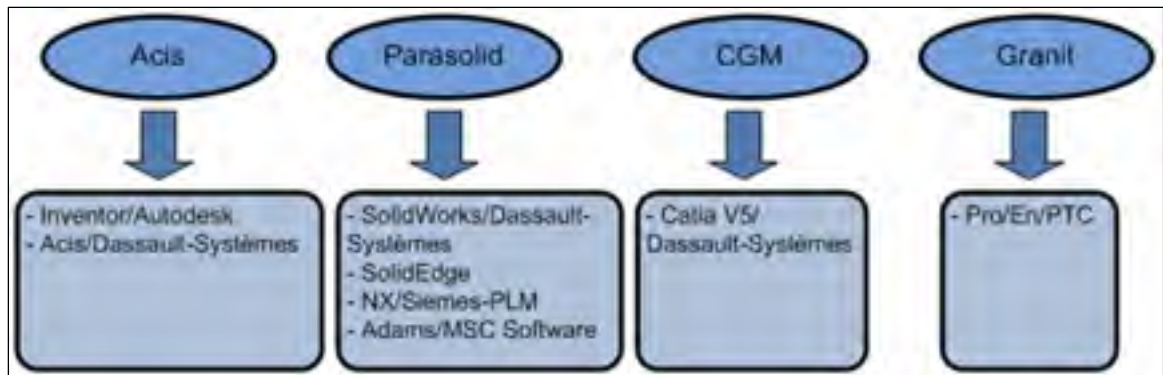 Acis
Parasolid
CGM
Granit
- Inventor/Autodesk
- Acis/Dassault-Systèmes
- SolidWorks/Dassault-
Systèmes
- SolidEdge
- NX/Siemes-PLM
- Adams/MSC Software
- Catia V5/
Dassault-Systèmes
- Pro/En/PTC